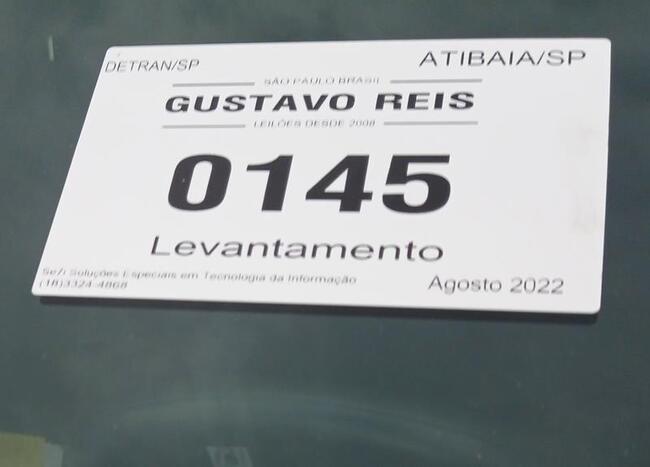 DETRAN/SP
ATIBAIA/SP
SÃO PAULO BRASIL
GUSTAVO REIS
LEILÕES DESDE 2008
0145
Levantamento
Se7i Soluções Especiais em Tecnologia da Informação
(18)3324-4868
Agosto 2022